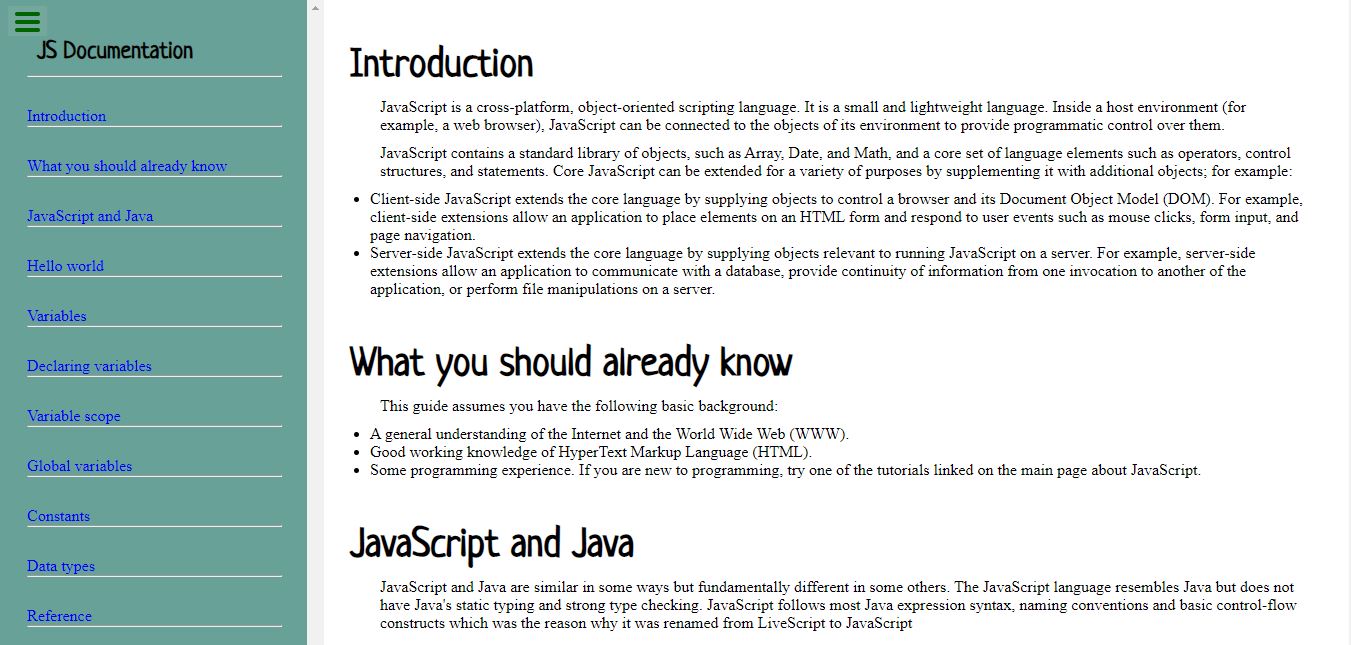 JS Documentation
Introduction
What you should already know
JavaScript and Java
Hello world
Variables
Declaring variables
Variable scope
Global variables
Constants
Data types
Reference
Introduction
JavaScript is a cross-platform, object-oriented scripting language. It is a small and lightweight language. Inside a host environment (for
example, a web browser), JavaScript can be connected to the objects of its environment to provide programmatic control over them.
JavaScript contains a standard library of objects, such as Array, Date, and Math, and a core set of language elements such as operators, control
structures, and statements. Core JavaScript can be extended for a variety of purposes by supplementing it with additional objects; for example:
• Client-side JavaScript extends the core language by supplying objects to control a browser and its Document Object Model (DOM). For example,
client-side extensions allow an application to place elements on an HTML form and respond to user events such as mouse clicks, form input, and
page navigation.
• Server-side JavaScript extends the core language by supplying objects relevant to running JavaScript on a server. For example, server-side
extensions allow an application to communicate with a database, provide continuity of information from one invocation to another of the
application, or perform file manipulations on a server.
What you should already know
This guide assumes you have the following basic background:
• A general understanding of the Internet and the World Wide Web (WWW).
• Good working knowledge of HyperText Markup Language (HTML).
• Some programming experience. If you are new to programming, try one of the tutorials linked on the main page about JavaScript.
JavaScript and Java
JavaScript and Java are similar in some ways but fundamentally different in some others. The JavaScript language resembles Java but does not
have Java's static typing and strong type checking. JavaScript follows most Java expression syntax, naming conventions and basic control-flow
constructs which was the reason why it was renamed from LiveScript to JavaScript